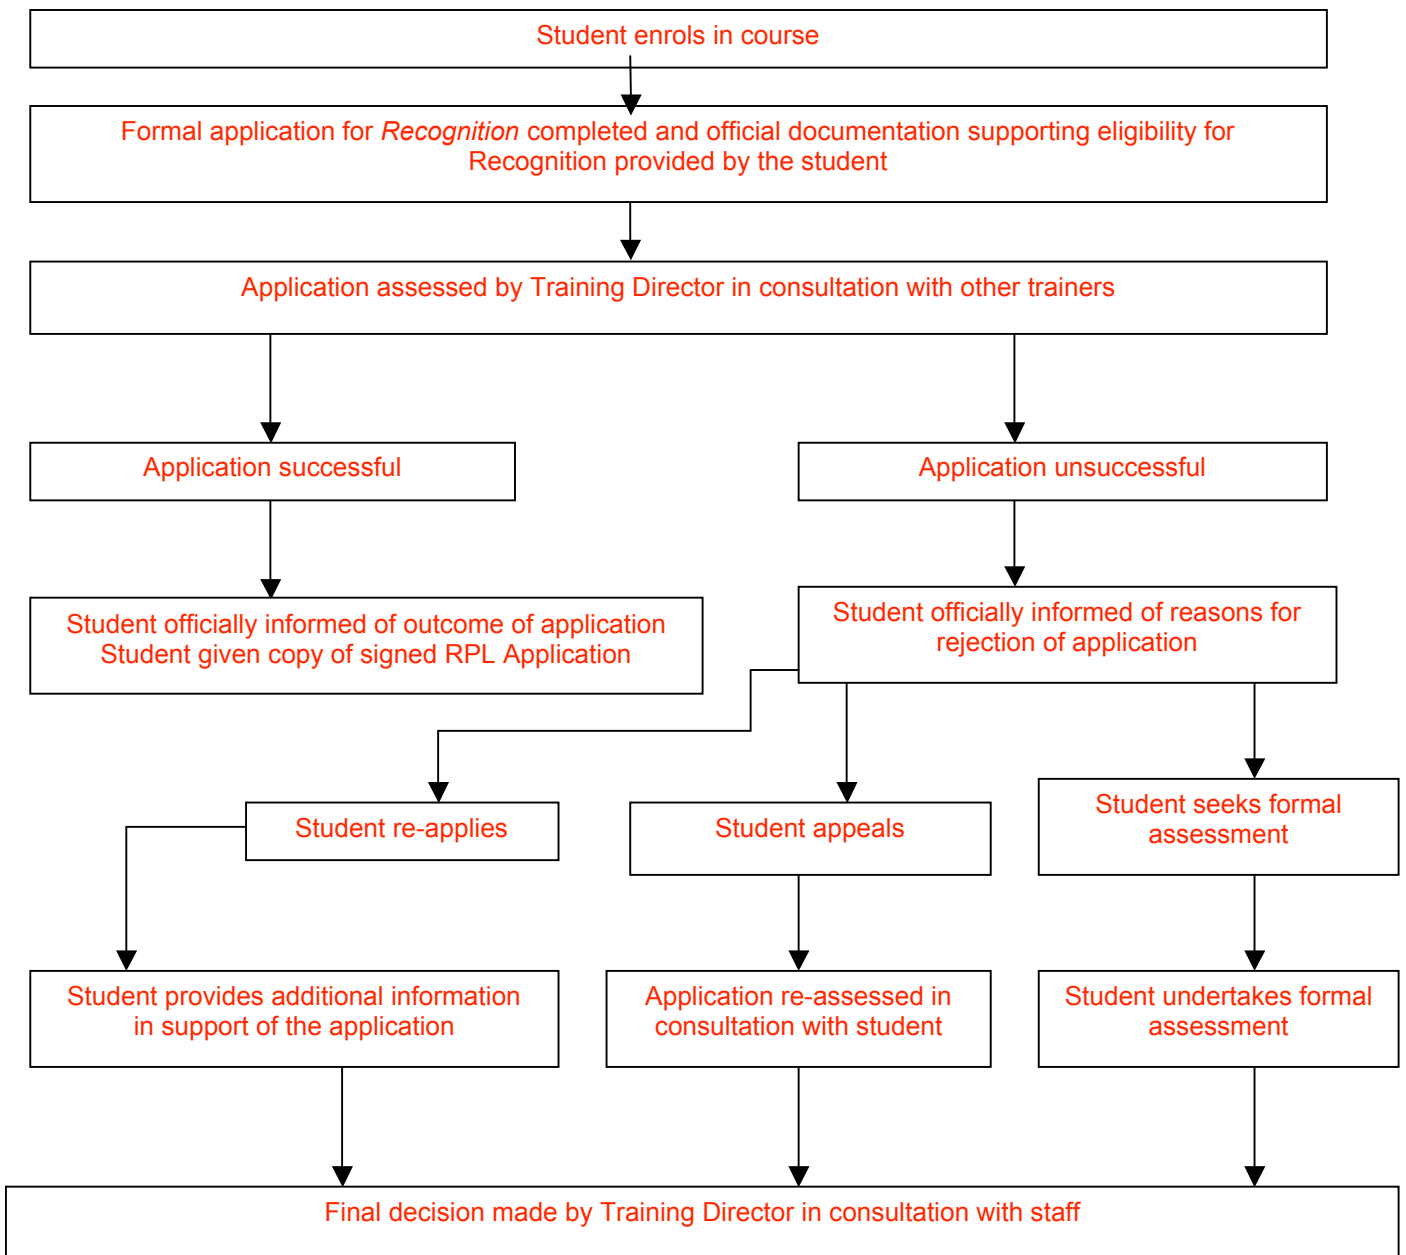 Student enrols in course
Formal application for Recognition completed and official documentation supporting eligibility for
Recognition provided by the student
Application assessed by Training Director in consultation with other trainers
Application successful
Application unsuccessful
Student officially informed of outcome of application
Student given copy of signed RPL Application
Student officially informed of reasons for
rejection of application
Student re-applies
Student appeals
Student seeks formal
assessment
Student provides additional information
in support of the application
Application re-assessed in
consultation with student
Student undertakes formal
assessment
Final decision made by Training Director in consultation with staff